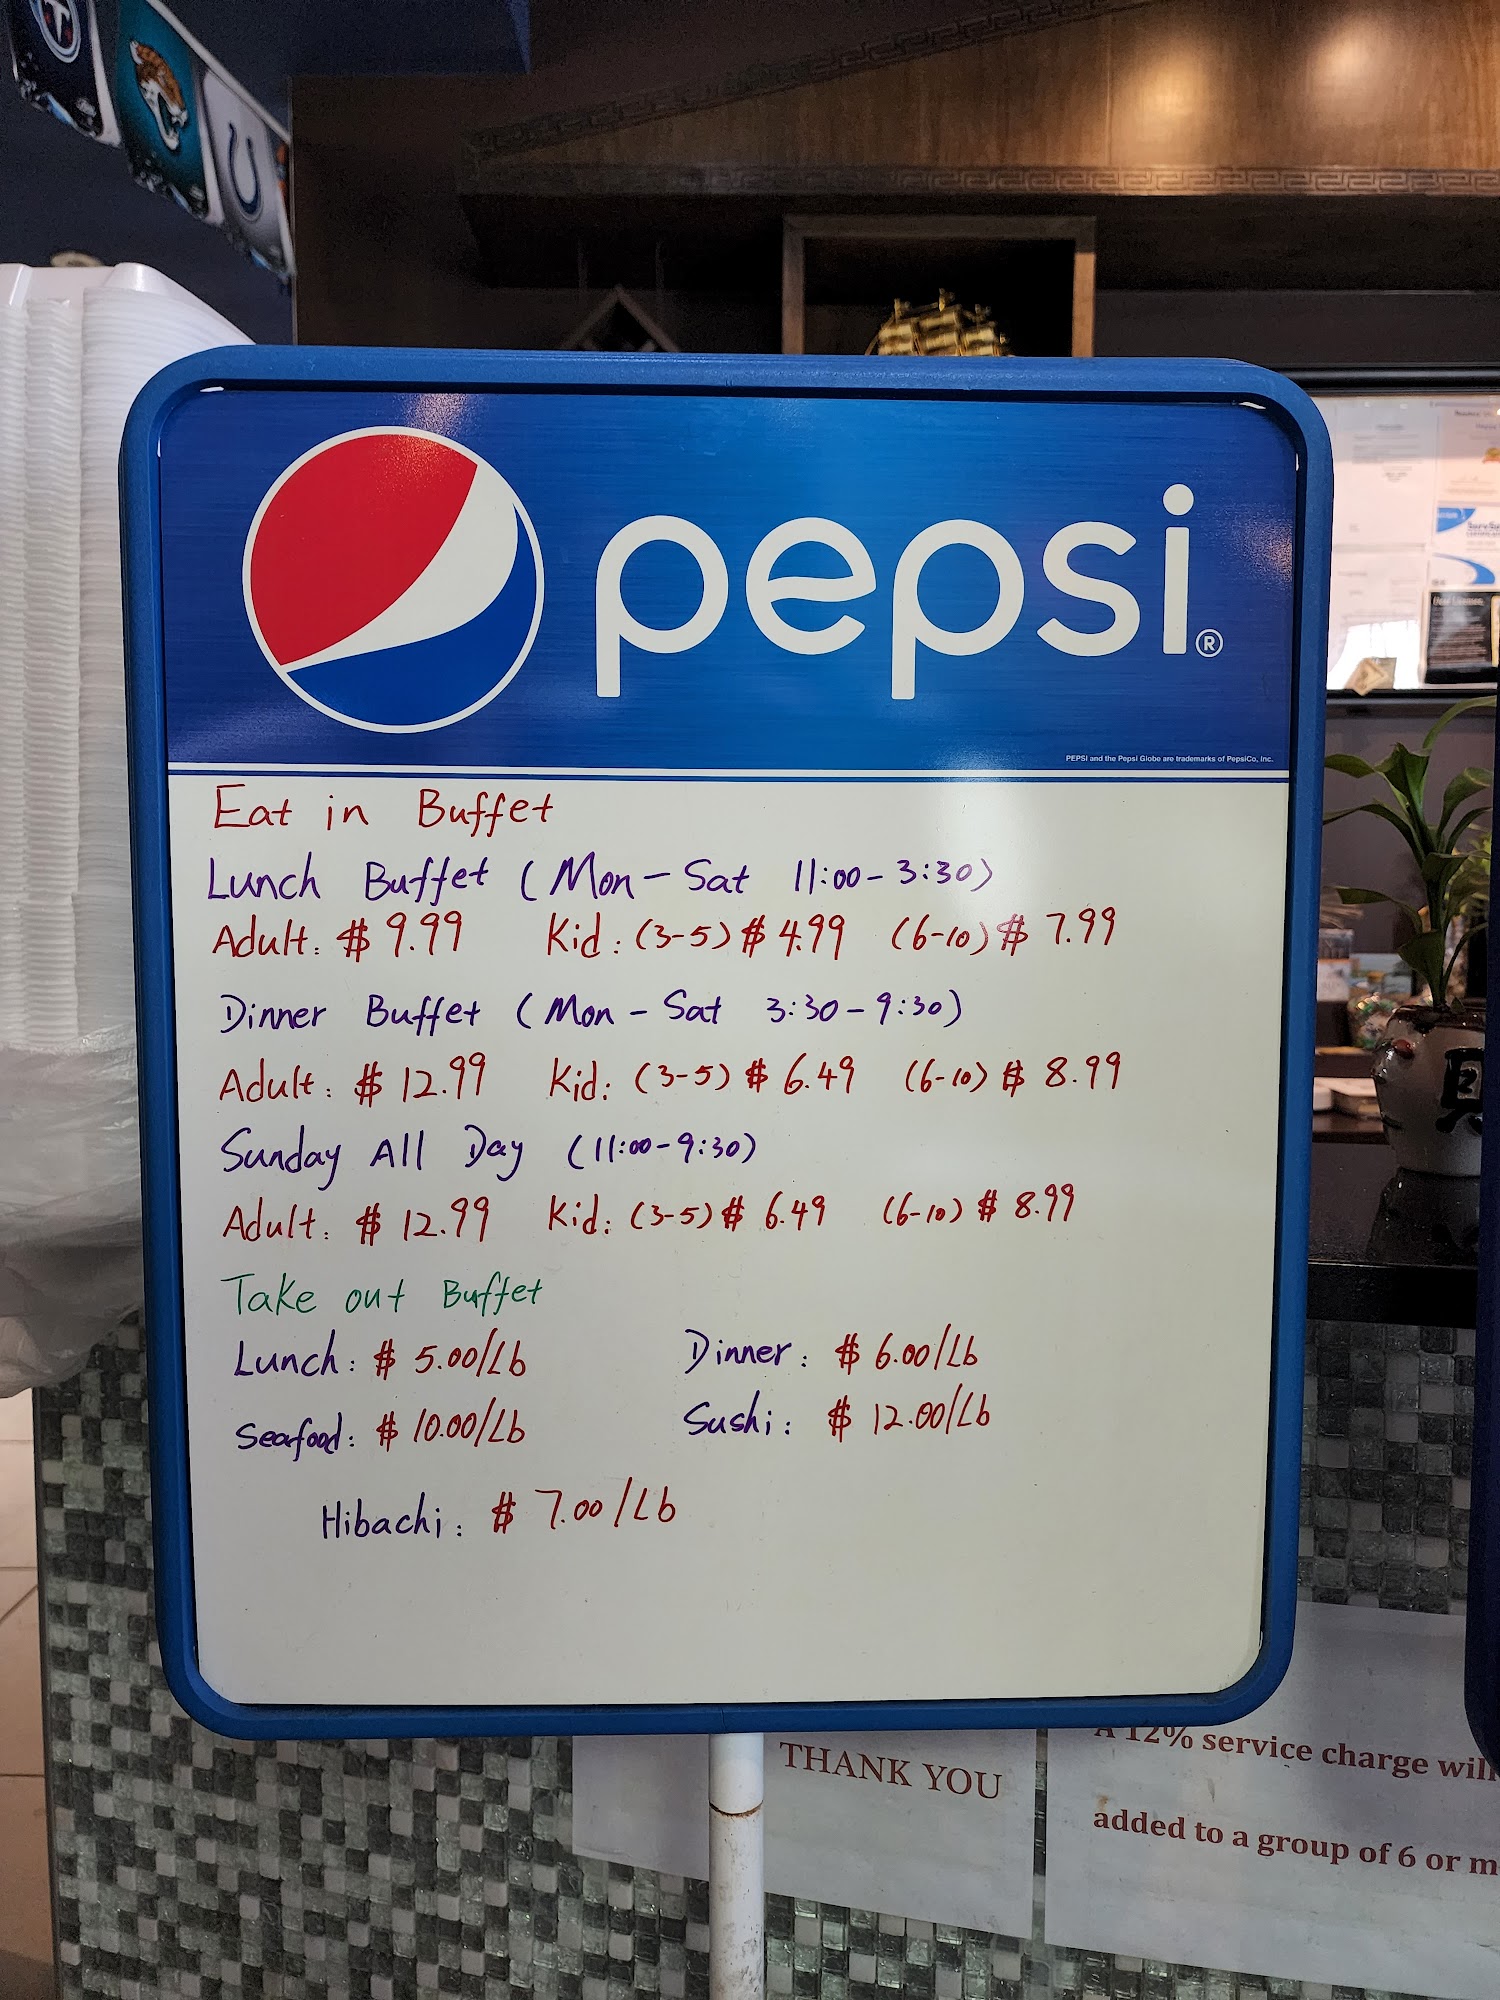 pepsi®
PEPSI and the Pepsi Globe are trademarks of PepsiCo, Inc.
Eat in Buffet
Lunch Buffet (Mon-Sat 11:00-3:30)
Adult: $9.99 Kid: (3-5) $4.99 (6-10) $7.99
Dinner Buffet (Mon-Sat 3:30-9:30)
Adult: $12.99 Kid: (3-5) $6.49 (6-10) $8.99
Sunday All Day (11:00-9:30)
Adult: $12.99 Kid: (3-5) $6.49 (6-10) $8.99
Take out Buffet
Lunch: $5.00/Lb Dinner: $6.00/Lb
Seafood: $10.00/Lb Sushi: $12.00/Lb
Hibachi: $7.00/Lb
THANK YOU
A 12% service charge will
added to a group of 6 or m